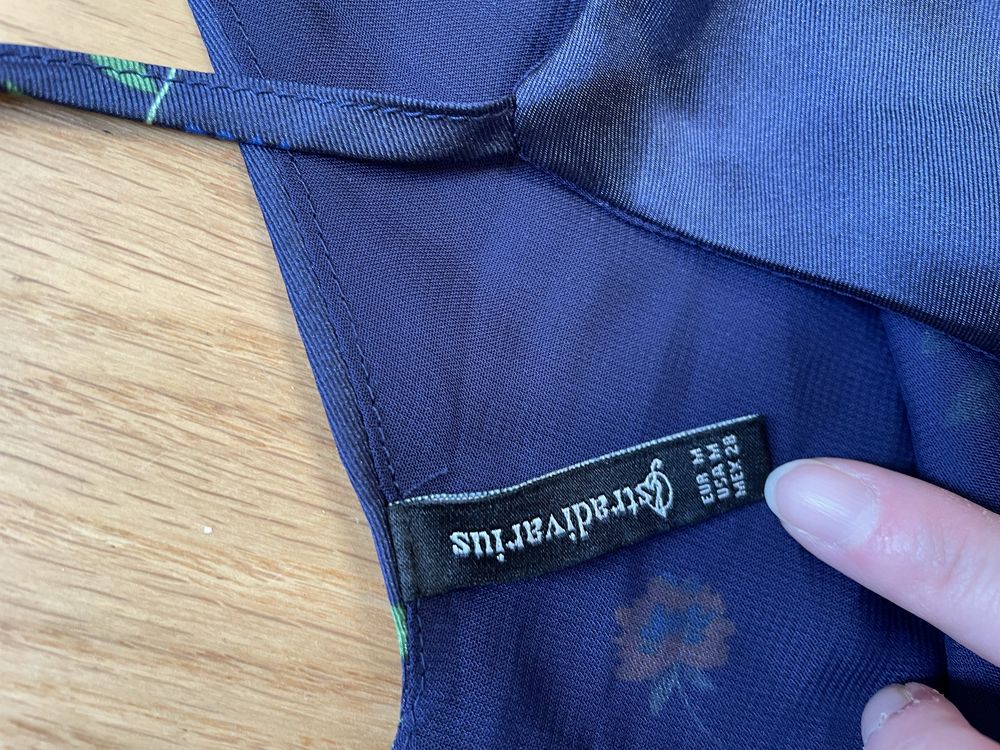 Stradivarius
EUR M
USA M
MEX 28